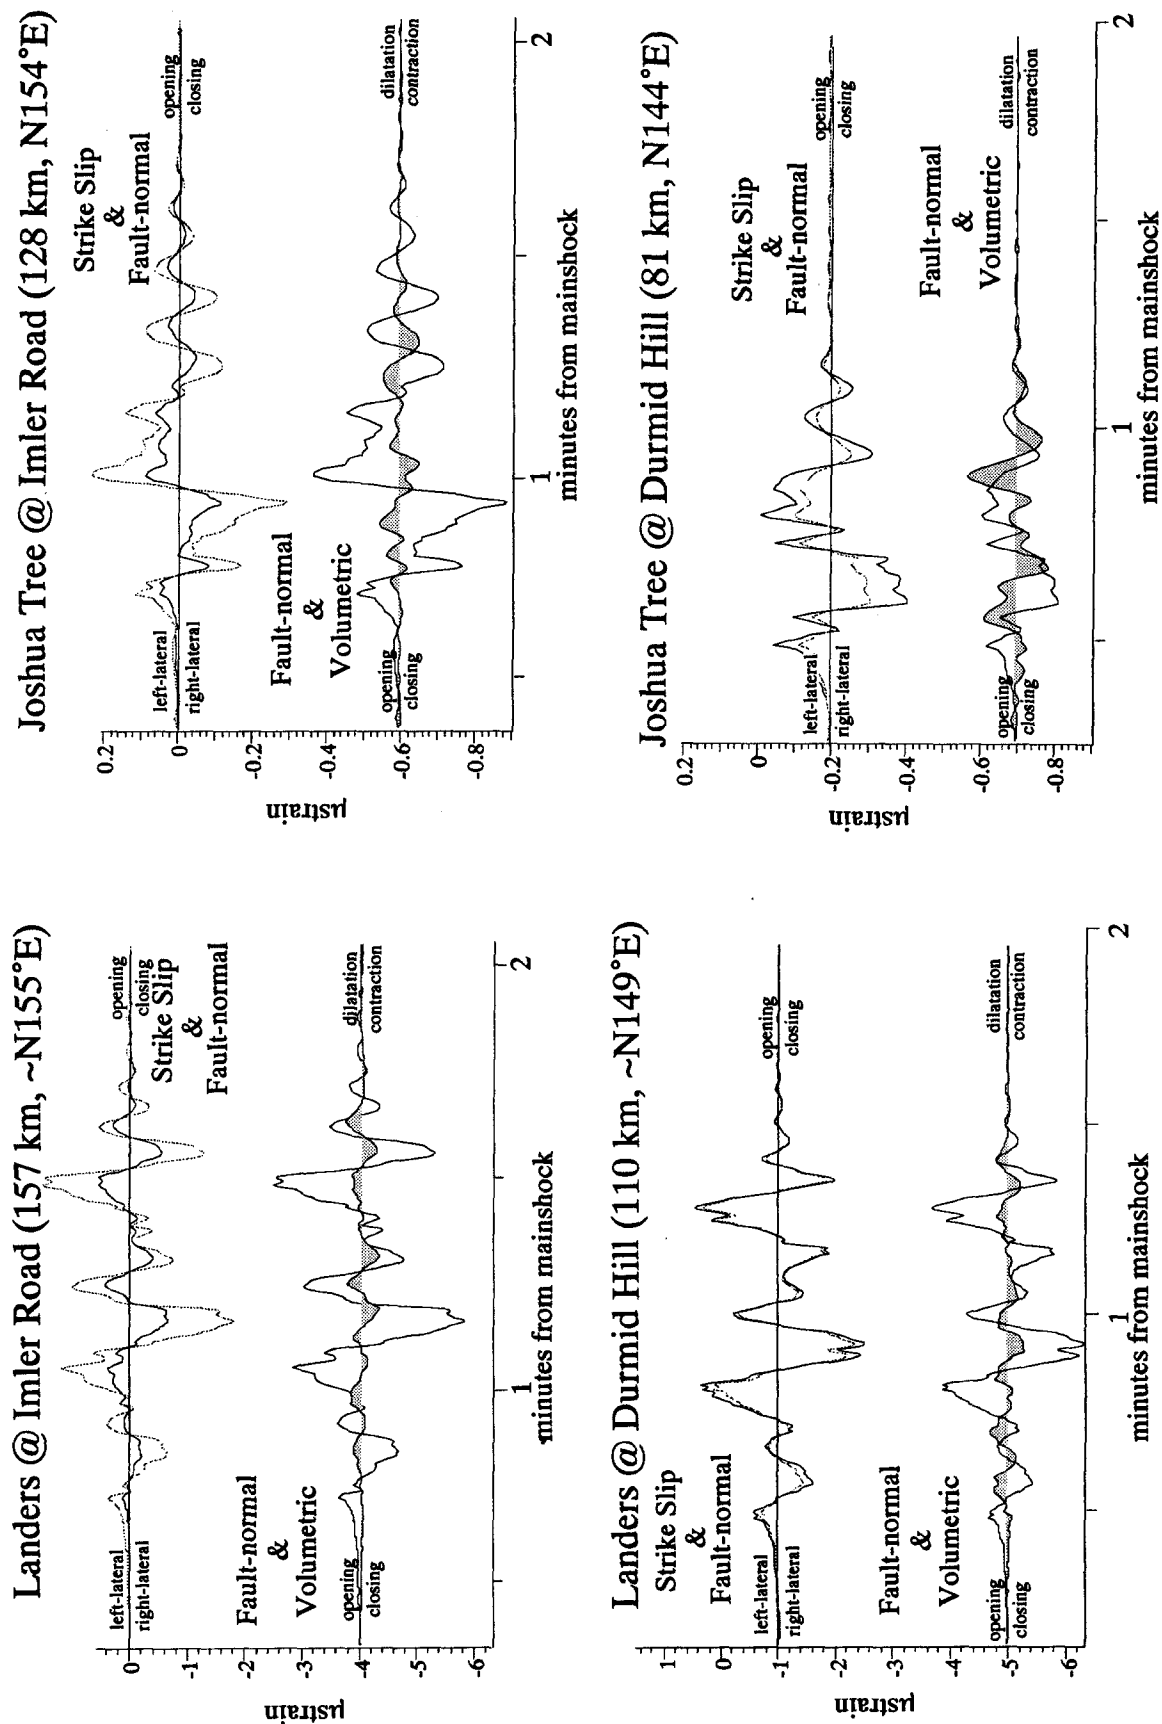 Landers @ Imler Road (157 km, ~N155°E)
0
-1
-2
-3
-4
-5
-6
µstrain
left-lateral
right-lateral
opening
closing
Strike Slip
&
Fault-normal
Fault-normal
&
Volumetric
opening
closing
dilatation
contraction
1
2
minutes from mainshock
Joshua Tree @ Imler Road (128 km, N154°E)
0.2
0
-0.2
-0.4
-0.6
-0.8
µstrain
left-lateral
right-lateral
Strike Slip
&
Fault-normal
opening
closing
Fault-normal
&
Volumetric
opening
closing
dilatation
contraction
1
2
minutes from mainshock
Landers @ Durmid Hill (110 km, ~N149°E)
1
0
-1
-2
-3
-4
-5
-6
µstrain
Strike Slip
&
Fault-normal
left-lateral
right-lateral
opening
closing
Fault-normal
&
Volumetric
opening
closing
dilatation
contraction
1
2
minutes from mainshock
Joshua Tree @ Durmid Hill (81 km, N144°E)
0.2
0
-0.2
-0.4
-0.6
-0.8
µstrain
left-lateral
right-lateral
Strike Slip
&
Fault-normal
opening
closing
Fault-normal
&
Volumetric
opening
closing
dilatation
contraction
1
2
minutes from mainshock